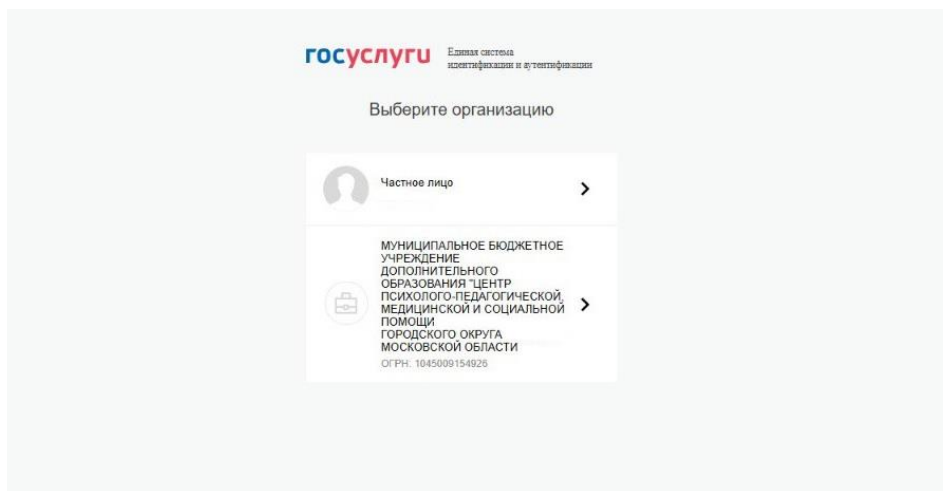 госуслуги
Единая система
идентификации и аутентификации
Выберите организацию
Частное лицо
МУНИЦИПАЛЬНОЕ БЮДЖЕТНОЕ
УЧРЕЖДЕНИЕ
ДОПОЛНИТЕЛЬНОГО
ОБРАЗОВАНИЯ "ЦЕНТР
ПСИХОЛОГО-ПЕДАГОГИЧЕСКОЙ,
МЕДИЦИНСКОЙ И СОЦИАЛЬНОЙ
ПОМОЩИ
ГОРОДСКОГО ОКРУГА
МОСКОВСКОЙ ОБЛАСТИ
ОГРН: 1045009154926